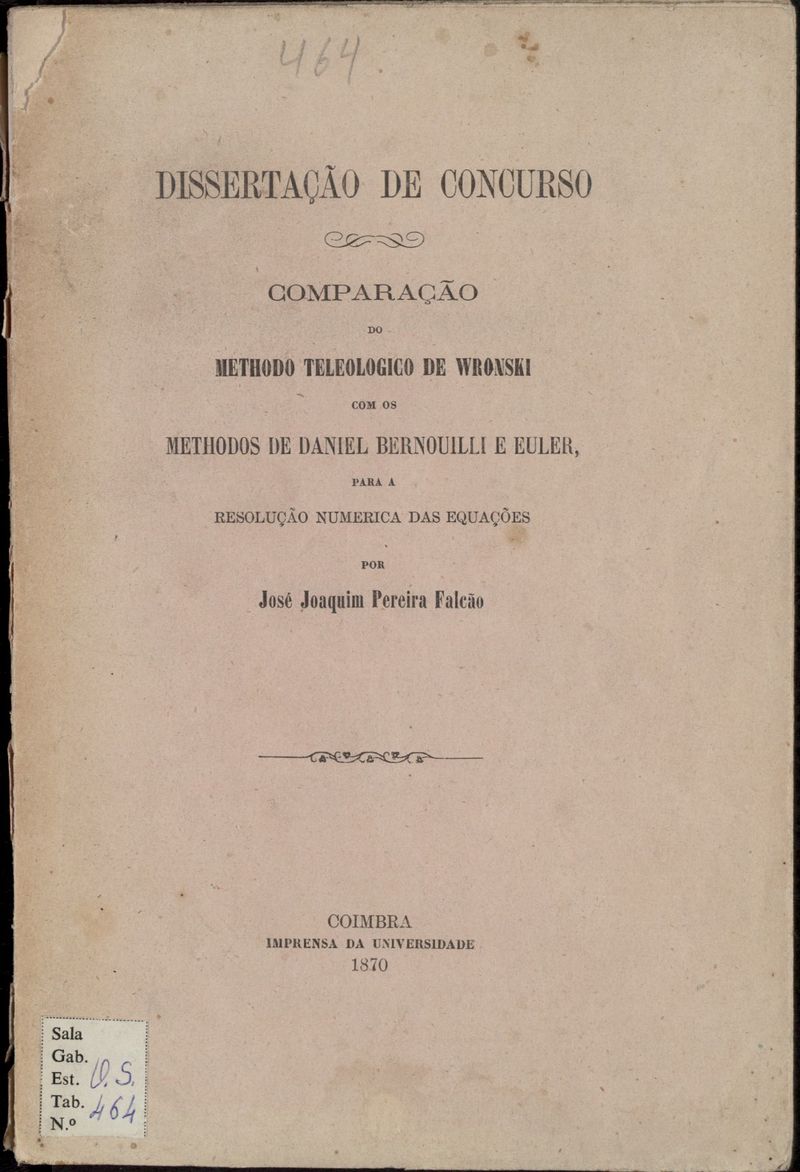 464
DISSERTAÇÃO DE CONCURSO
COMPARAÇÃO
DO
METHODO TELEOLOGICO DE WRONSKI
COM OS
METHODOS DE DANIEL BERNOUILLI E EULER,
PARA A
RESOLUÇÃO NUMERICA DAS EQUAÇÕES
POR
José Joaquim Pereira Falcão
COIMBRA
IMPRENSA DA UNIVERSIDADE
1870
Sala
Gab.
Est. V. S.
Tab. 464
N.º